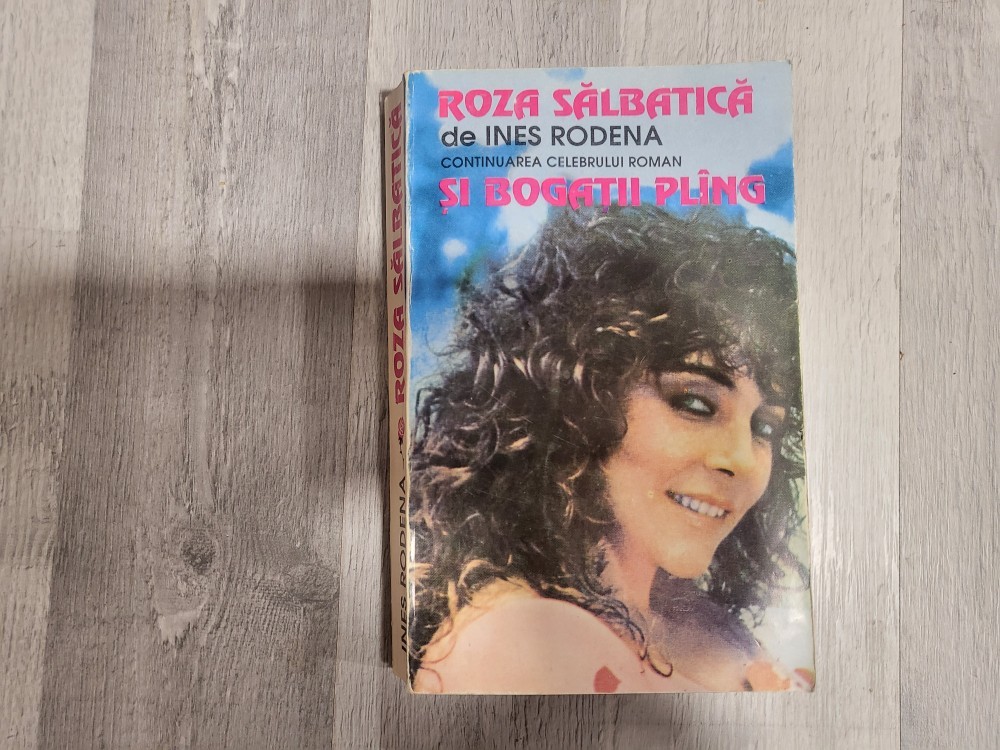 ROZA SĂLBATICĂ
de INES RODENA
CONTINUAREA CELEBRULUI ROMAN
ȘI BOGAȚII PLÎNG
INES RODENA
ROZA SĂLBATICĂ